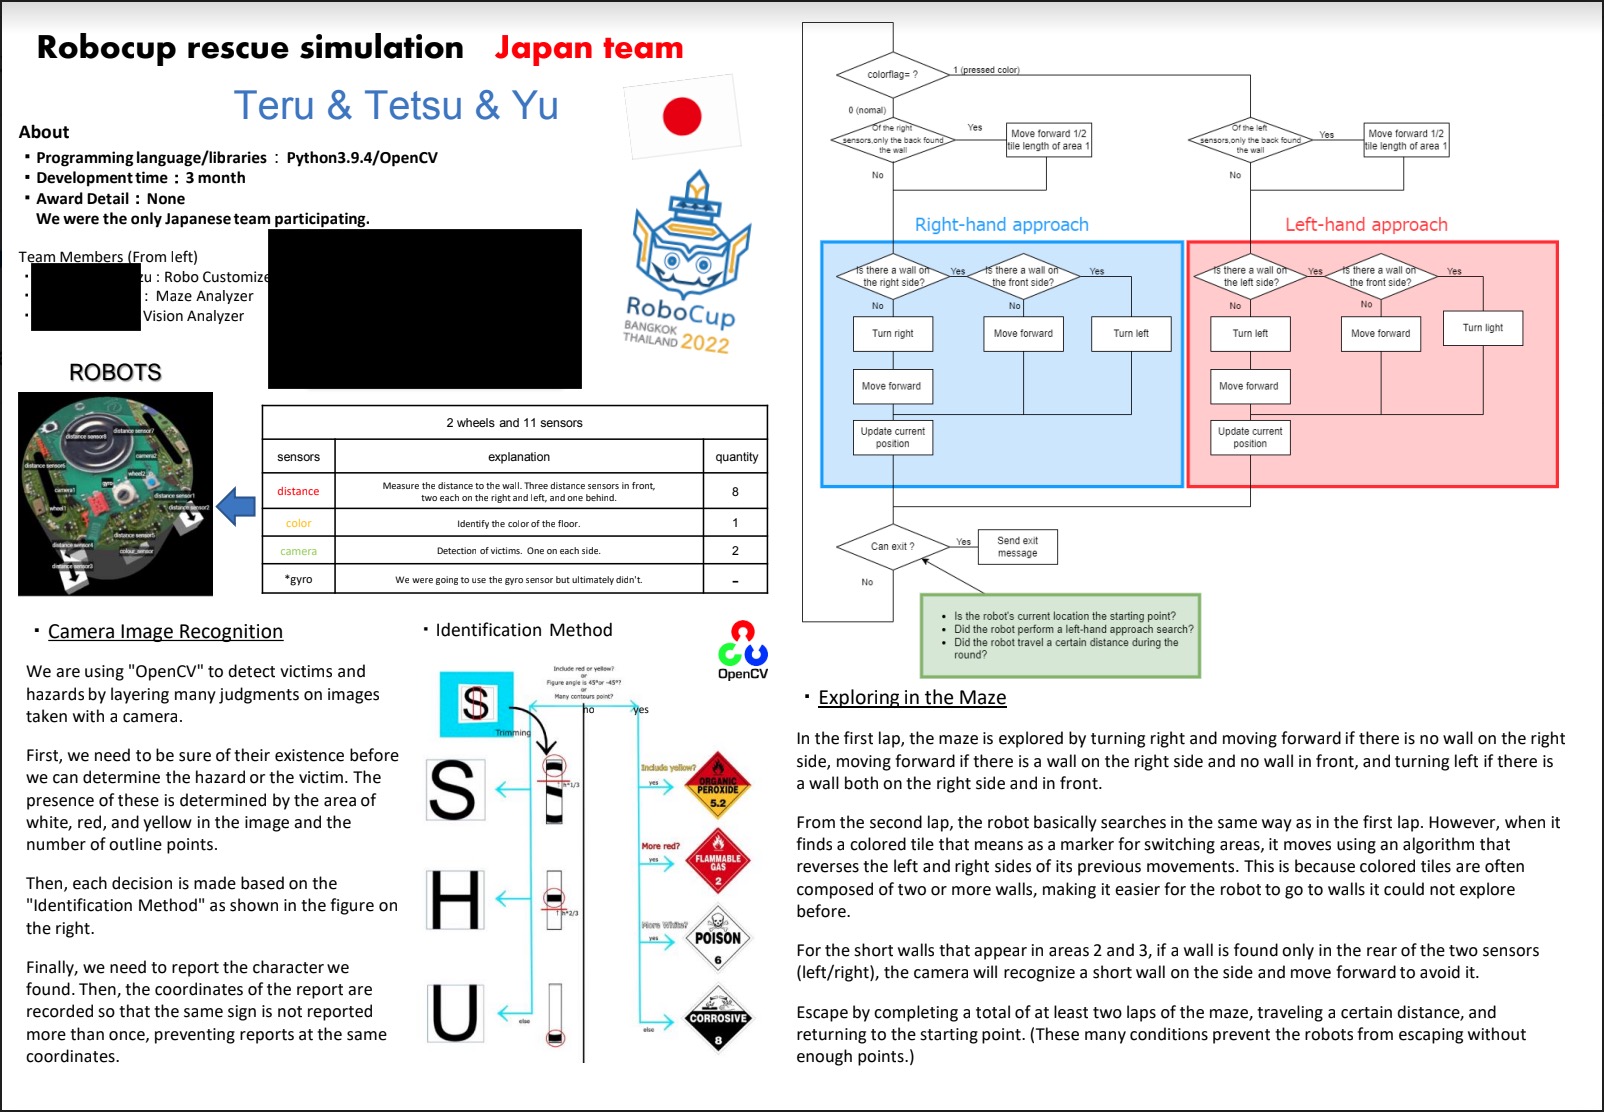 Robocup rescue simulation Japan team
Teru & Tetsu & Yu
About
・Programming language/libraries : Python3.9.4/OpenCV
・Development time：3 month
・Award Detail：None
We were the only Japanese team participating.
Team Members (From left)
・ zu : Robo Customize
・ : Maze Analyzer
・ Vision Analyzer
RoboCup
BANGKOK
THAILAND 2022
ROBOTS
distance sensor8
distance sensor7
camera2
distance sensor6
wheel2
gyro
camera1
distance sensor1
wheel1
distance sensor2
distance sensor5
distance sensor4
colour_sensor
distance sensor3
2 wheels and 11 sensors
sensors explanation quantity
distance Measure the distance to the wall. Three distance sensors in front, 8
two each on the right and left, and one behind.
color Identify the color of the floor. 1
camera Detection of victims. One on each side. 2
*gyro We were going to use the gyro sensor but ultimately didn't. –
・Camera Image Recognition
We are using "OpenCV" to detect victims and
hazards by layering many judgments on images
taken with a camera.
First, we need to be sure of their existence before
we can determine the hazard or the victim. The
presence of these is determined by the area of
white, red, and yellow in the image and the
number of outline points.
Then, each decision is made based on the
"Identification Method" as shown in the figure on
the right.
Finally, we need to report the character we
found. Then, the coordinates of the report are
recorded so that the same sign is not reported
more than once, preventing reports at the same
coordinates.
・Identification Method
OpenCV
Include red or yellow?
or
Figure angle is 45°or -45°?
or
Many contours point?
no yes
S
Trimming
S
h*1/3
H
h*2/3
U
else
Include yellow?
yes
ORGANIC
PEROXIDE
5.2
More red?
yes
FLAMMABLE
GAS
2
More White?
yes
POISON
6
else
CORROSIVE
8
colorflag= ?
1 (pressed color)
0 (nomal)
Of the right
sensors,only the back found
the wall
Yes
Move forward 1/2
tile length of area 1
No
Of the left
sensors,only the back found
the wall
Yes
Move forward 1/2
tile length of area 1
No
Right-hand approach
Is there a wall on
the right side?
Yes
Is there a wall on
the front side?
Yes
No
No
Turn right
Move forward
Turn left
Move forward
Update current
position
Left-hand approach
Is there a wall on
the left side?
Yes
Is there a wall on
the front side?
Yes
No
No
Turn left
Move forward
Turn light
Move forward
Update current
position
Can exit ?
Yes
Send exit
message
No
• Is the robot's current location the starting point?
• Did the robot perform a left-hand approach search?
• Did the robot travel a certain distance during the
round?
・Exploring in the Maze
In the first lap, the maze is explored by turning right and moving forward if there is no wall on the right
side, moving forward if there is a wall on the right side and no wall in front, and turning left if there is
a wall both on the right side and in front.
From the second lap, the robot basically searches in the same way as in the first lap. However, when it
finds a colored tile that means as a marker for switching areas, it moves using an algorithm that
reverses the left and right sides of its previous movements. This is because colored tiles are often
composed of two or more walls, making it easier for the robot to go to walls it could not explore
before.
For the short walls that appear in areas 2 and 3, if a wall is found only in the rear of the two sensors
(left/right), the camera will recognize a short wall on the side and move forward to avoid it.
Escape by completing a total of at least two laps of the maze, traveling a certain distance, and
returning to the starting point. (These many conditions prevent the robots from escaping without
enough points.)